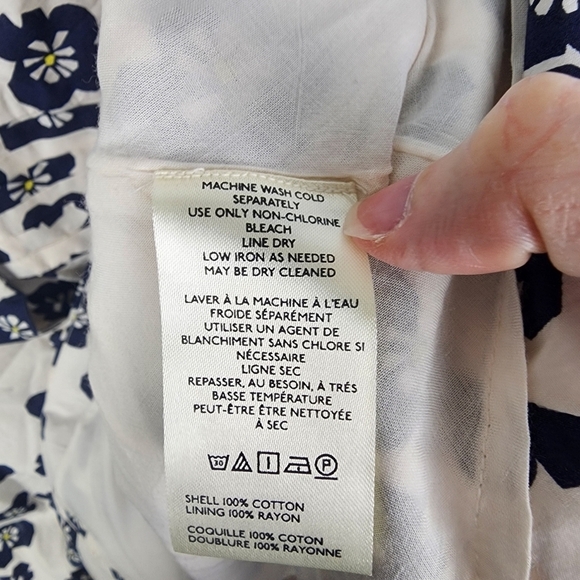 MACHINE WASH COLD
SEPARATELY
USE ONLY NON-CHLORINE
BLEACH
LINE DRY
LOW IRON AS NEEDED
MAY BE DRY CLEANED
LAVER À LA MACHINE À L'EAU
FROIDE SÉPARÉMENT
UTILISER UN AGENT DE
BLANCHIMENT SANS CHLORE SI
NÉCESSAIRE
LIGNE SEC
REPASSER, AU BESOIN, À TRÉS
BASSE TEMPÉRATURE
PEUT-ÊTRE ÊTRE NETTOYÉE
À SEC
30 P
SHELL 100% COTTON
LINING 100% RAYON
COQUILLE 100% COTON
DOUBLURE 100% RAYONNE